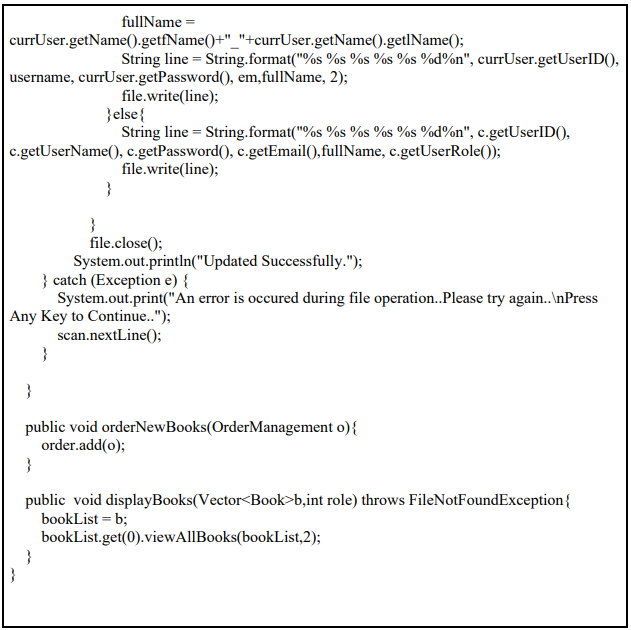 fullName =
currUser.getName().getfName()+"_"+currUser.getName().getlName();
String line = String.format("%s %s %s %s %s %d%n", currUser.getUserID(),
username, currUser.getPassword(), em,fullName, 2);
file.write(line);
}else{
String line = String.format("%s %s %s %s %s %d%n", c.getUserID(),
c.getUserName(), c.getPassword(), c.getEmail(),fullName, c.getUserRole());
file.write(line);
}
}
file.close();
System.out.println("Updated Successfully.");
} catch (Exception e) {
System.out.print("An error is occured during file operation..Please try again..\nPress
Any Key to Continue..");
scan.nextLine();
}
}
public void orderNewBooks(OrderManagement o){
order.add(o);
}
public  void displayBooks(Vector<Book>b,int role) throws FileNotFoundException{
bookList = b;
bookList.get(0).viewAllBooks(bookList,2);
}
}